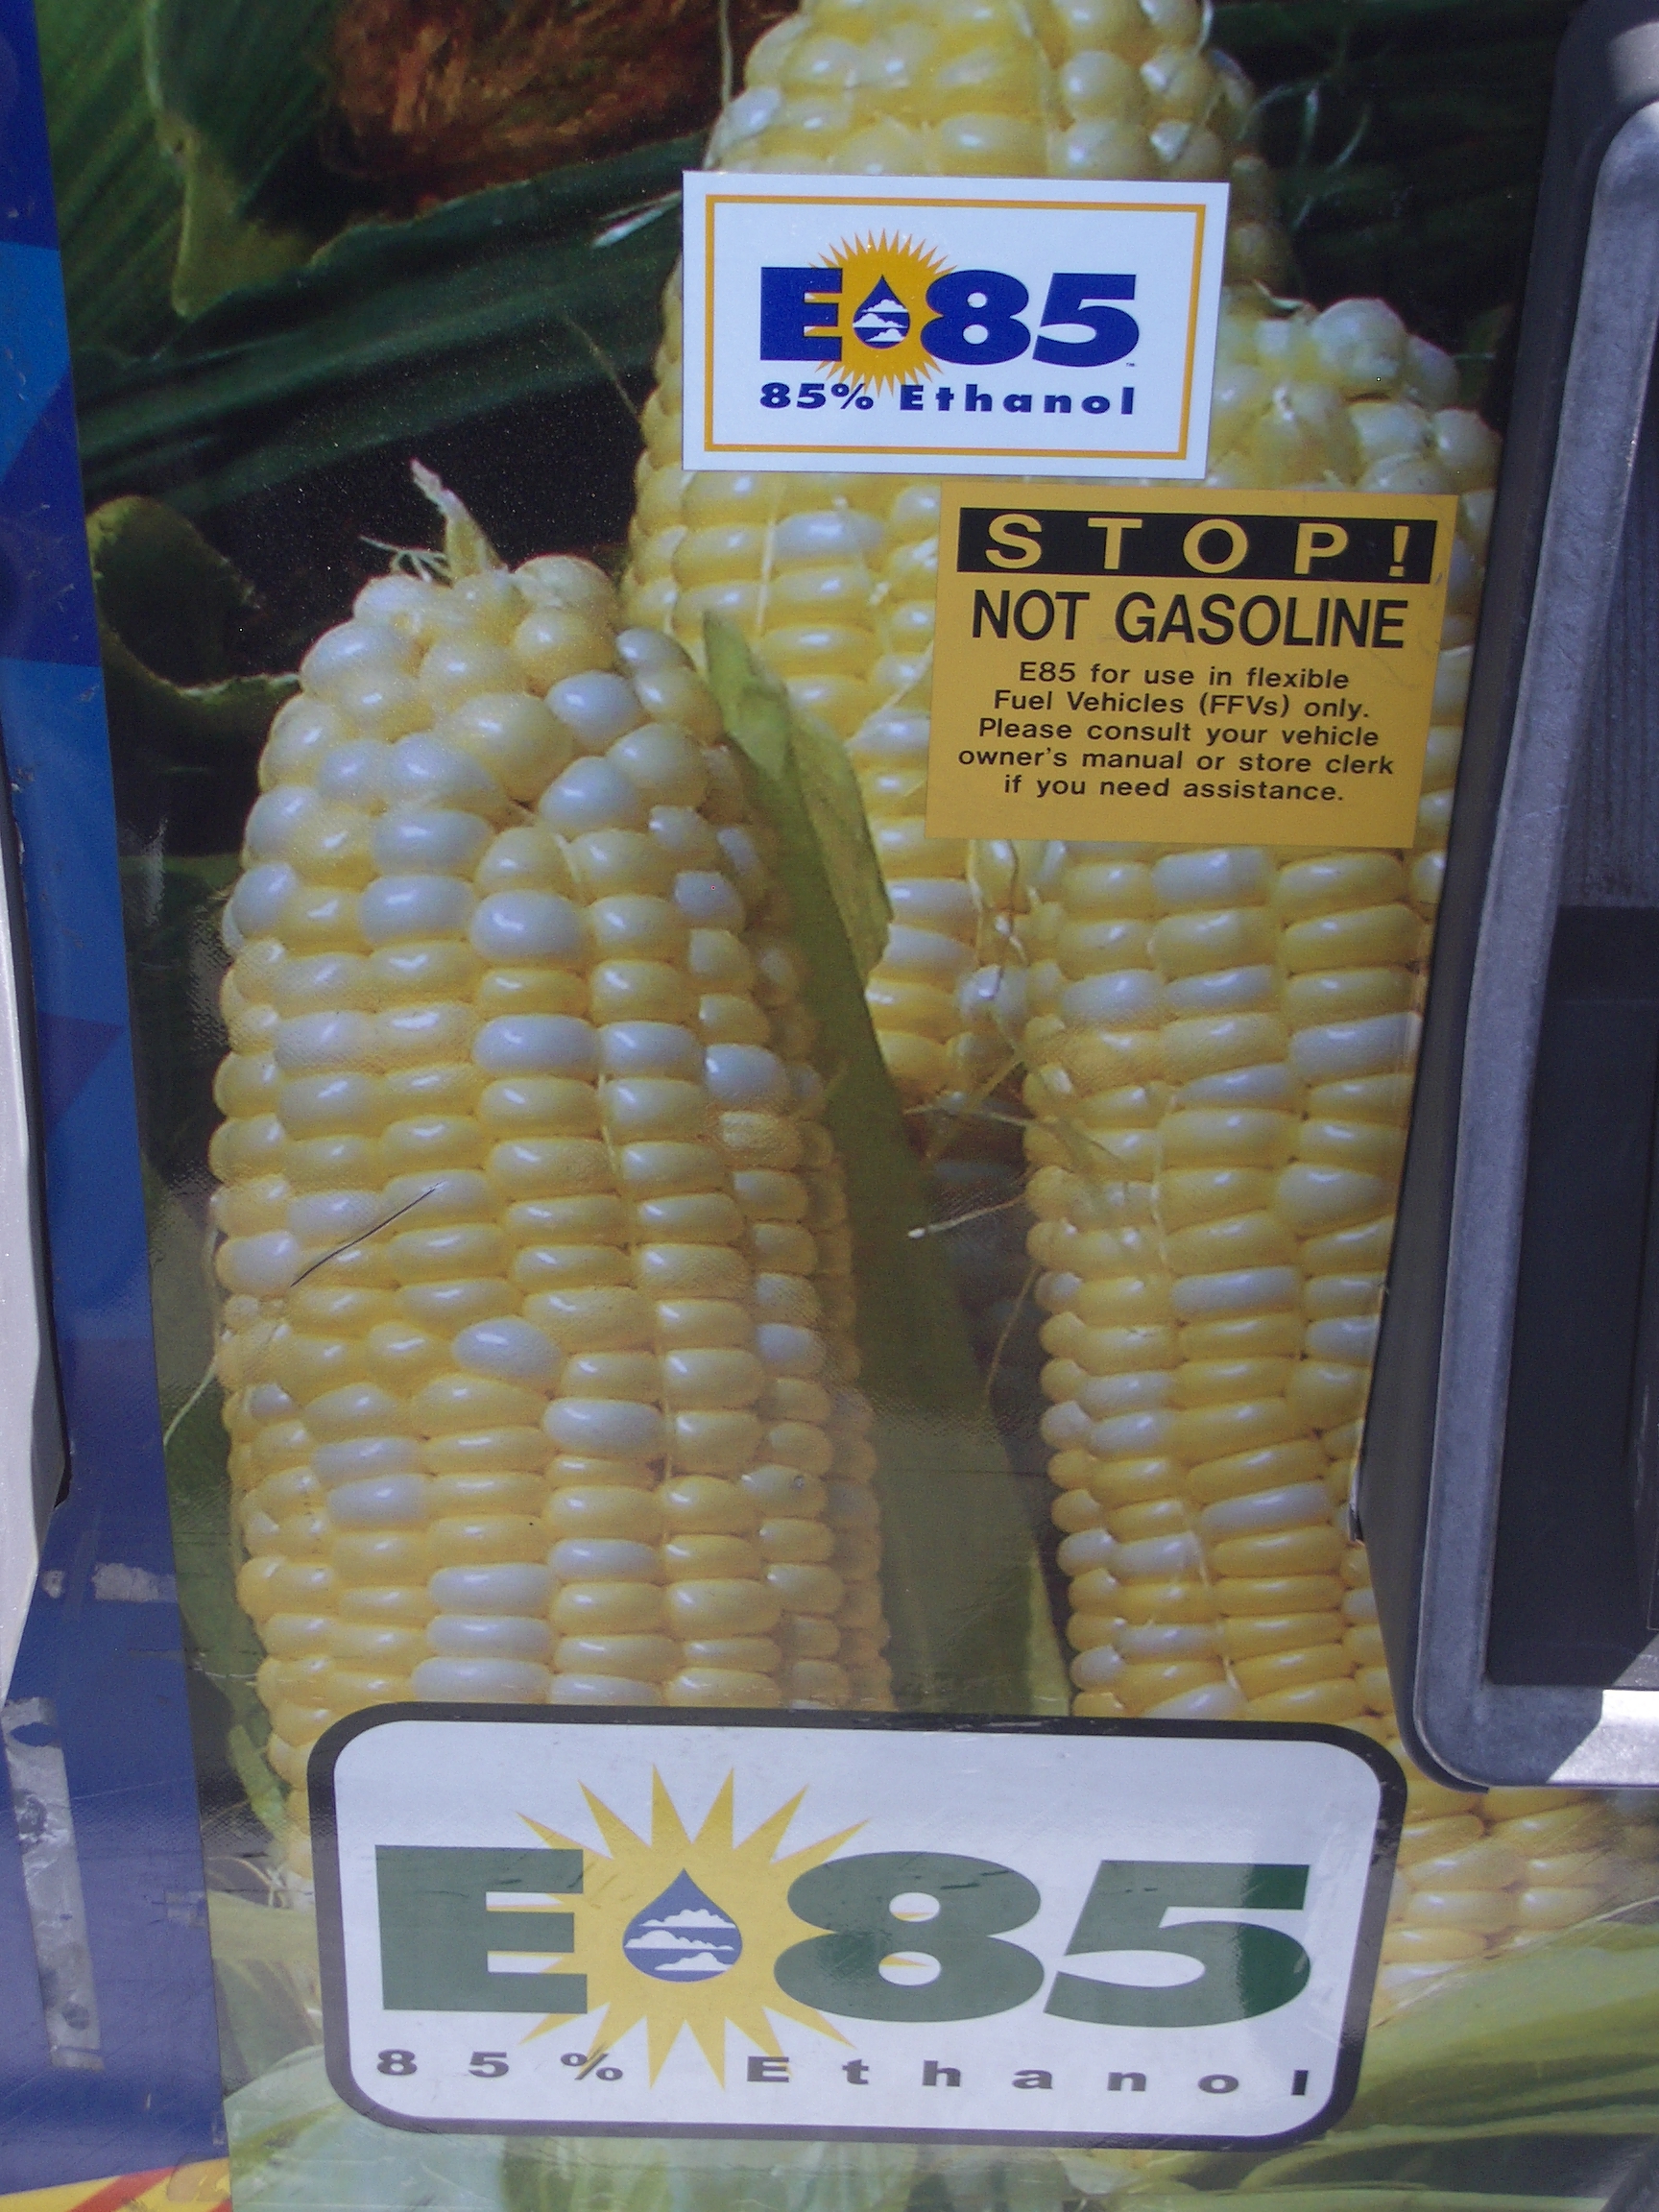 E85
85% Ethanol
STOP!
NOT GASOLINE
E85 for use in flexible
Fuel Vehicles (FFVs) only.
Please consult your vehicle
owner's manual or store clerk
if you need assistance.
E85
85% Ethanol